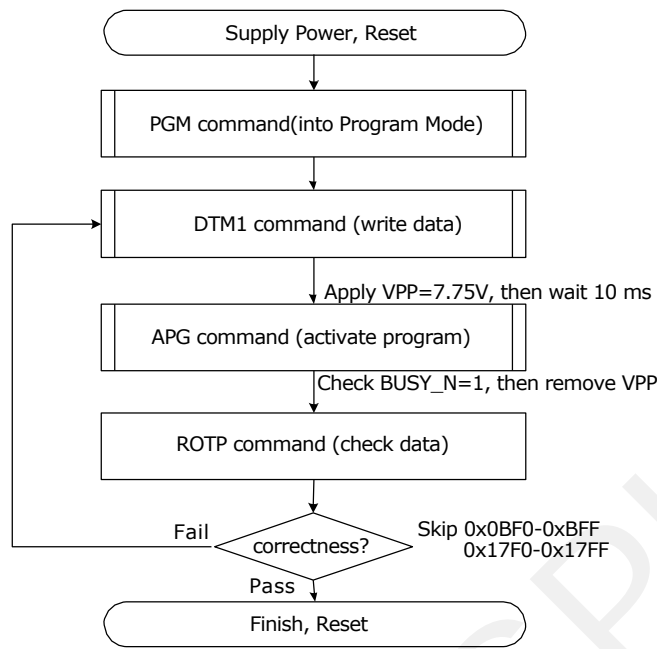 Supply Power, Reset
PGM command(into Program Mode)
DTM1 command (write data)
Apply VPP=7.75V, then wait 10 ms
APG command (activate program)
Check BUSY_N=1, then remove VPP
ROTP command (check data)
Fail
correctness?
Skip 0x0BF0-0xBFF
0x17F0-0x17FF
Pass
Finish, Reset